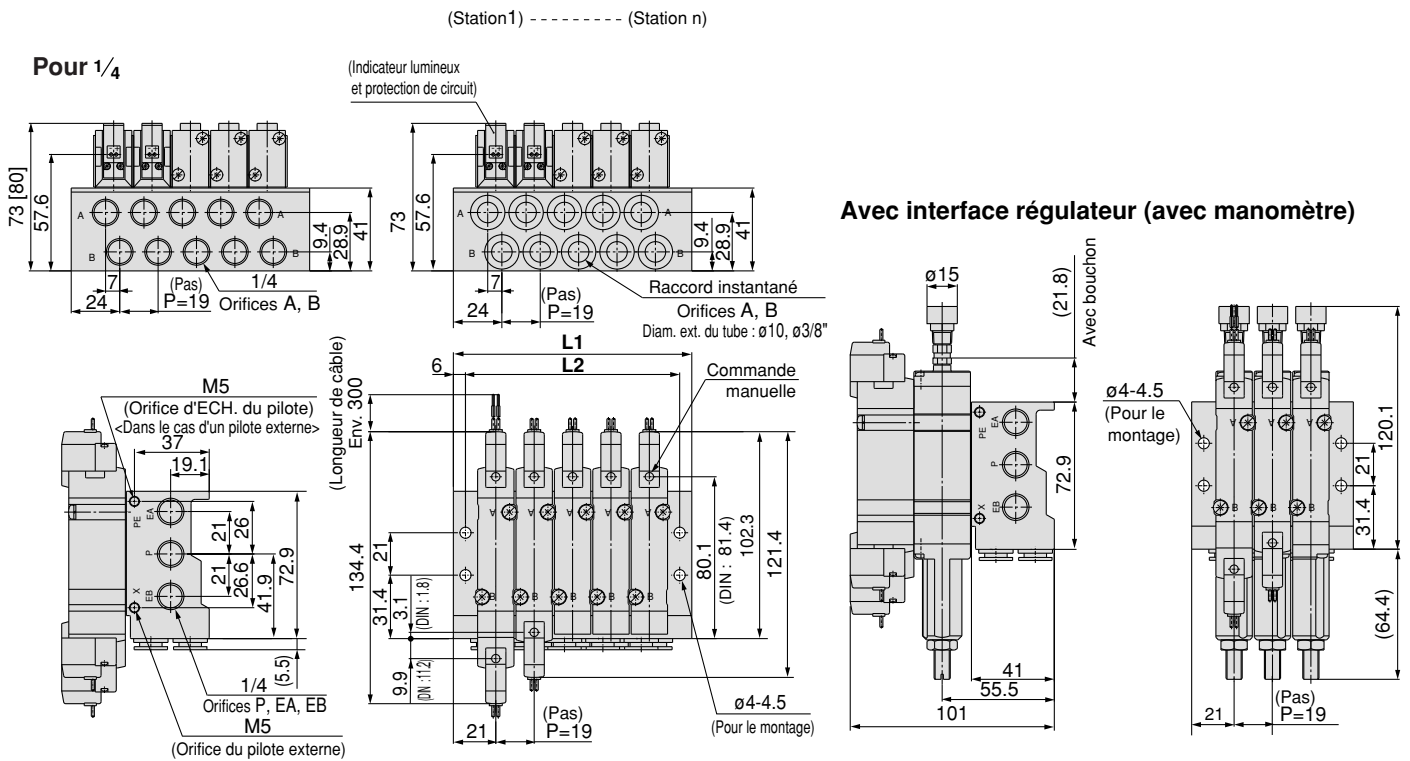 (Station1) - - - - - - - - - - (Station n)
Pour 1/4
(Indicateur lumineux
et protection de circuit)
73 [80]
57.6
A
A
B
B
9.4
28.9
41
7
24
(Pas)
P=19
1/4
Orifices A, B
73
57.6
A
A
B
B
9.4
28.9
41
7
24
(Pas)
P=19
Raccord instantané
Orifices A, B
Diam. ext. du tube : ø10, ø3/8"
Avec interface régulateur (avec manomètre)
M5
(Orifice d'ECH. du pilote)
<Dans le cas d'un pilote externe>
37
19.1
PE
EA
P
X
EB
21
26
21
26.6
41.9
72.9
(5.5)
1/4
Orifices P, EA, EB
M5
(Orifice du pilote externe)
L1
6
L2
Commande
manuelle
(Longueur de câble)
Env. 300
134.4
21
31.4
3.1
(DIN : 1.8)
9.9
(DIN :11.2)
A
A
A
A
A
B
B
B
B
B
80.1
(DIN : 81.4)
102.3
121.4
21
(Pas)
P=19
ø4-4.5
(Pour le montage)
ø15
(21.8)
Avec bouchon
PE
EA
P
X
EB
72.9
41
55.5
101
ø4-4.5
(Pour le
montage)
A
A
A
B
B
B
120.1
21
31.4
(64.4)
21
(Pas)
P=19